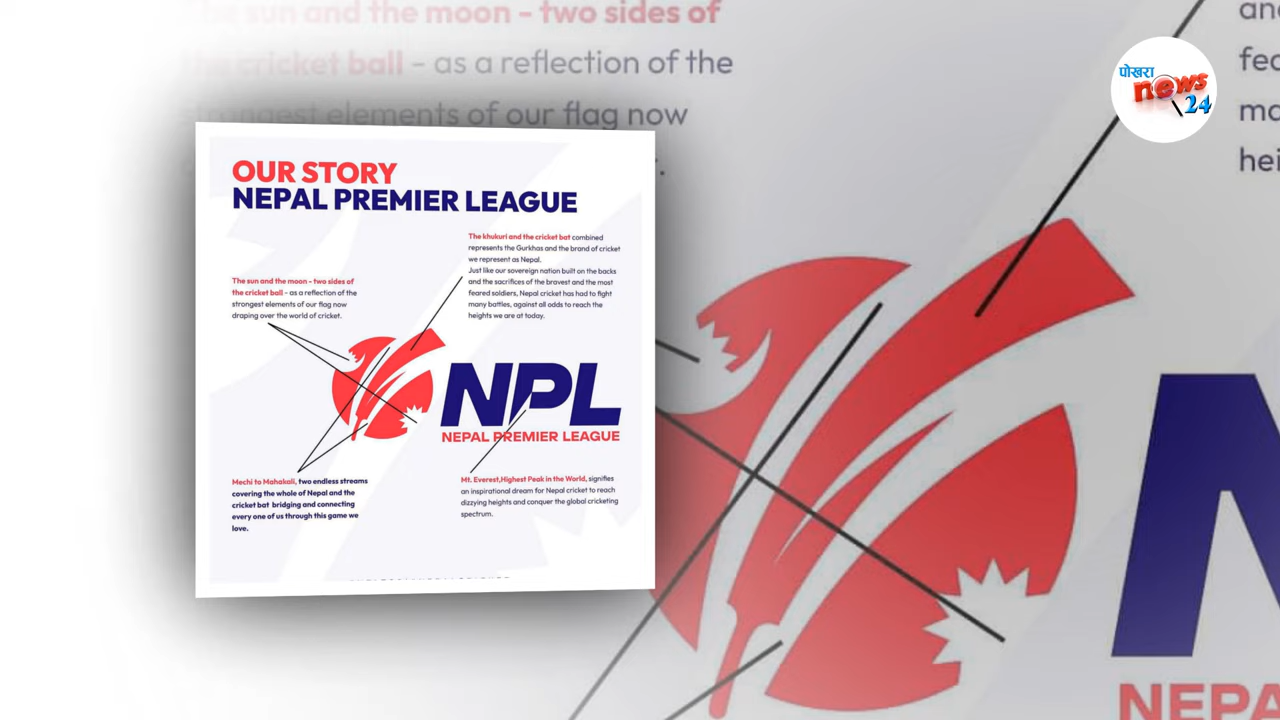 The sun and the moon - two sides of
the cricket ball - as a reflection of the
strongest elements of our flag now
पोखरा
news
24
and
hei
OUR STORY
NEPAL PREMIER LEAGUE
The khukuri and the cricket bat combined
represents the Gurkhas and the brand of cricket
we represent as Nepal.
Just like our sovereign nation built on the backs
and the sacrifices of the bravest and the most
feared soldiers, Nepal cricket has had to fight
many battles, against all odds to reach the
heights we are at today.
The sun and the moon - two sides of
the cricket ball - as a reflection of the
strongest elements of our flag now
draping over the world of cricket.
NPL
NEPAL PREMIER LEAGUE
Mechi to Mahakali, two endless streams
covering the whole of Nepal and the
cricket bat bridging and connecting
every one of us through this game we
love.
Mt. Everest,Highest Peak in the World, signifies
an inspirational dream for Nepal cricket to reach
dizzying heights and conquer the global cricketing
spectrum.
N
NEPA